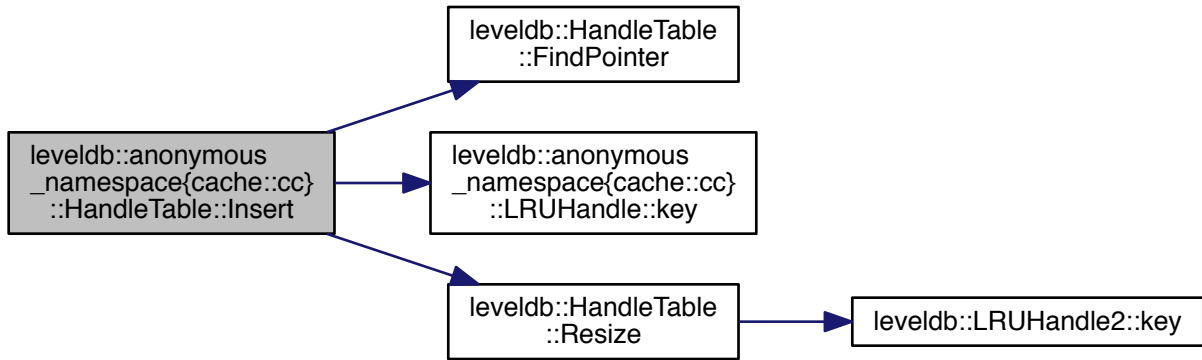 leveldb::HandleTable
::FindPointer
leveldb::anonymous
_namespace{cache::cc}
::HandleTable::Insert
leveldb::anonymous
_namespace{cache::cc}
::LRUHandle::key
leveldb::HandleTable
::Resize
leveldb::LRUHandle2::key